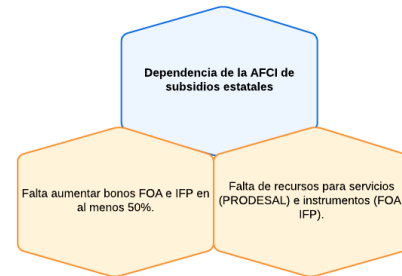 Dependencia de la AFCI de
subsidios estatales
Falta aumentar bonos FOA e IFP en
al menos 50%.
Falta de recursos para servicios
(PRODESAL) e instrumentos (FOA
IFP).